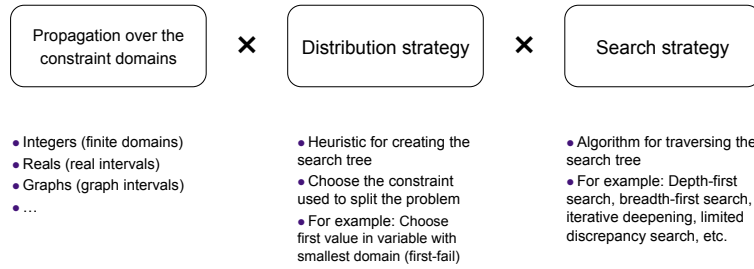 Propagation over the
constraint domains
×
Distribution strategy
×
Search strategy
• Integers (finite domains)
• Reals (real intervals)
• Graphs (graph intervals)
• …
• Heuristic for creating the
search tree
• Choose the constraint
used to split the problem
• For example: Choose
first value in variable with
smallest domain (first-fail)
• Algorithm for traversing the
search tree
• For example: Depth-first
search, breadth-first search,
iterative deepening, limited
discrepancy search, etc.